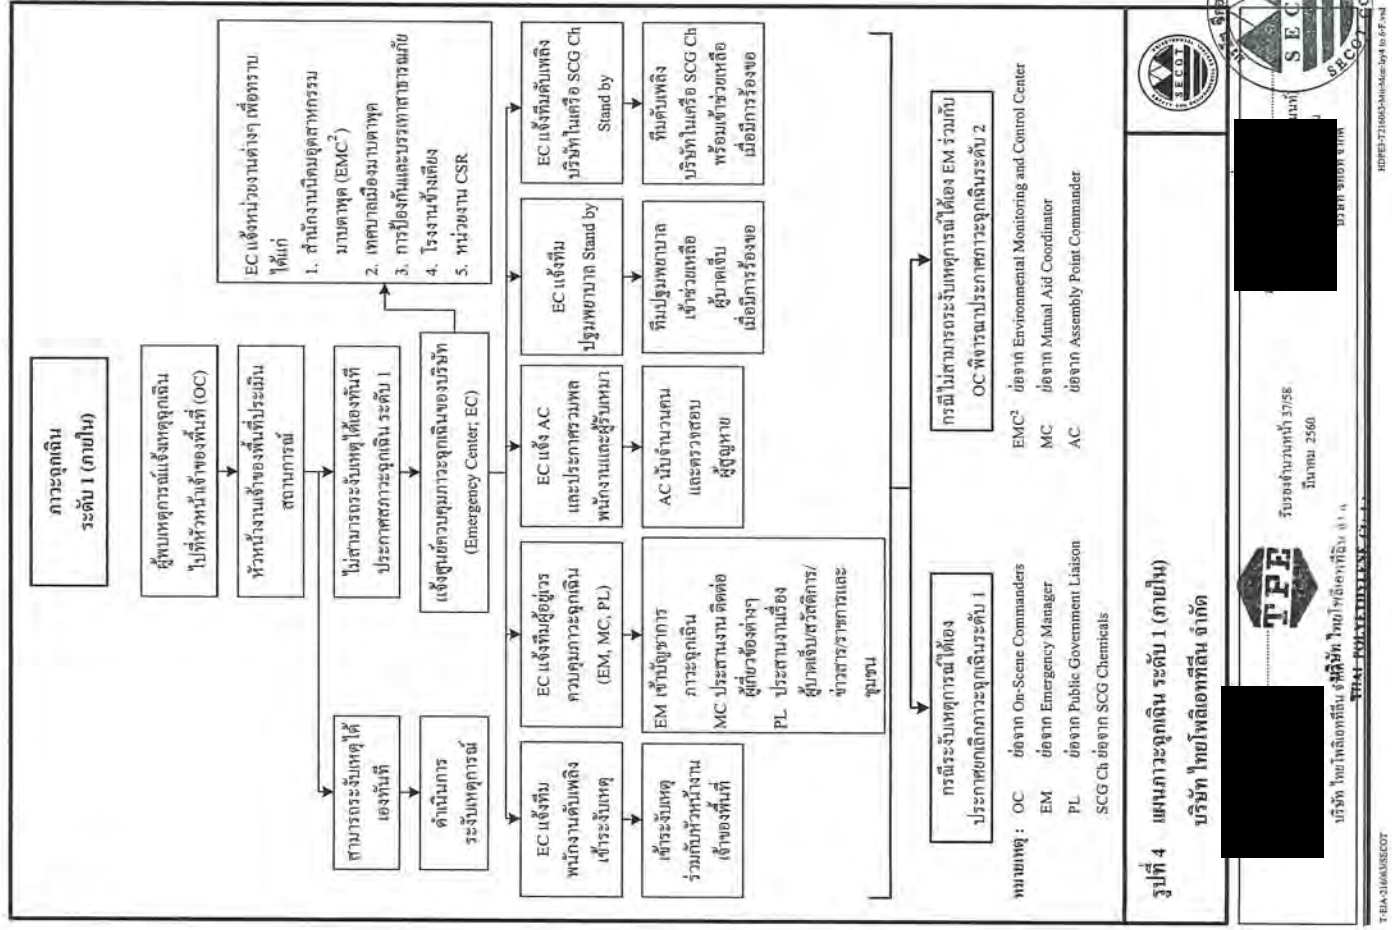 ภาวะฉุกเฉิน
ระดับ 1 (ภายใน)
ผู้พบเหตุการณ์แจ้งเหตุฉุกเฉิน
ไปที่หัวหน้าเจ้าของพื้นที่ (OC)
หัวหน้างานเจ้าของพื้นที่ประเมิน
สถานการณ์
สามารถระงับเหตุได้
เองทันที
ดำเนินการ
ระงับเหตุการณ์
ไม่สามารถระงับเหตุได้เองทันที
ประกาศสภาวะฉุกเฉิน ระดับ 1
แจ้งศูนย์ควบคุมภาวะฉุกเฉินของบริษัท
(Emergency Center; EC)
EC แจ้งหน่วยงานต่างๆ เพื่อทราบ
ได้แก่
1. สำนักงานนิคมอุตสาหกรรม
มาบตาพุด (EMC²)
2. เทศบาลเมืองมาบตาพุด
3. การป้องกันและบรรเทาสาธารณภัย
4. โรงงานข้างเคียง
5. หน่วยงาน CSR
EC แจ้งทีม
พนักงานดับเพลิง
เข้าระงับเหตุ
EC แจ้งทีมผู้อยู่เวร
ควบคุมภาวะฉุกเฉิน
(EM, MC, PL)
EC แจ้ง AC
และประกาศรวมพล
พนักงานและผู้รับเหมา
EC แจ้งทีม
ปฐมพยาบาล Stand by
EC แจ้งทีมดับเพลิง
บริษัทในเครือ SCG Ch
Stand by
เข้าระงับเหตุ
ร่วมกับหัวหน้างาน
เจ้าของพื้นที่
EM เข้าบัญชาการ
ภาวะฉุกเฉิน
MC ประสานงาน ติดต่อ
ผู้เกี่ยวข้องต่างๆ
PL ประสานงานเรื่อง
ผู้บาดเจ็บ/สวัสดิการ/
ข่าวสาร/ราชการและ
ชุมชน
AC นับจำนวนคน
และตรวจสอบ
ผู้สูญหาย
ทีมปฐมพยาบาล
เข้าช่วยเหลือ
ผู้บาดเจ็บ
เมื่อมีการร้องขอ
ทีมดับเพลิง
บริษัทในเครือ SCG Ch
พร้อมเข้าช่วยเหลือ
เมื่อมีการร้องขอ
กรณีระงับเหตุการณ์ได้เอง
ประกาศยกเลิกภาวะฉุกเฉินระดับ 1
กรณีไม่สามารถระงับเหตุการณ์ได้เอง EM ร่วมกับ
OC พิจารณาประกาศภาวะฉุกเฉินระดับ 2
หมายเหตุ : OC ย่อจาก On-Scene Commanders
EM ย่อจาก Emergency Manager
PL ย่อจาก Public Government Liaison
SCG Ch ย่อจาก SCG Chemicals
EMC² ย่อจาก Environmental Monitoring and Control Center
MC ย่อจาก Mutual Aid Coordinator
AC ย่อจาก Assembly Point Commander
รูปที่ 4 แผนภาวะฉุกเฉิน ระดับ 1 (ภายใน)
บริษัท ไทยโพลิเอททีลีน จำกัด
SECOT
TPE
รับรองจำนวนหน้า 37/58
มีนาคม 2560
บริษัท ไทยโพลิเอททีลีน จำกัด
THAI POLYETHYLENE
SECOT
T-EIA-216063/SECOT